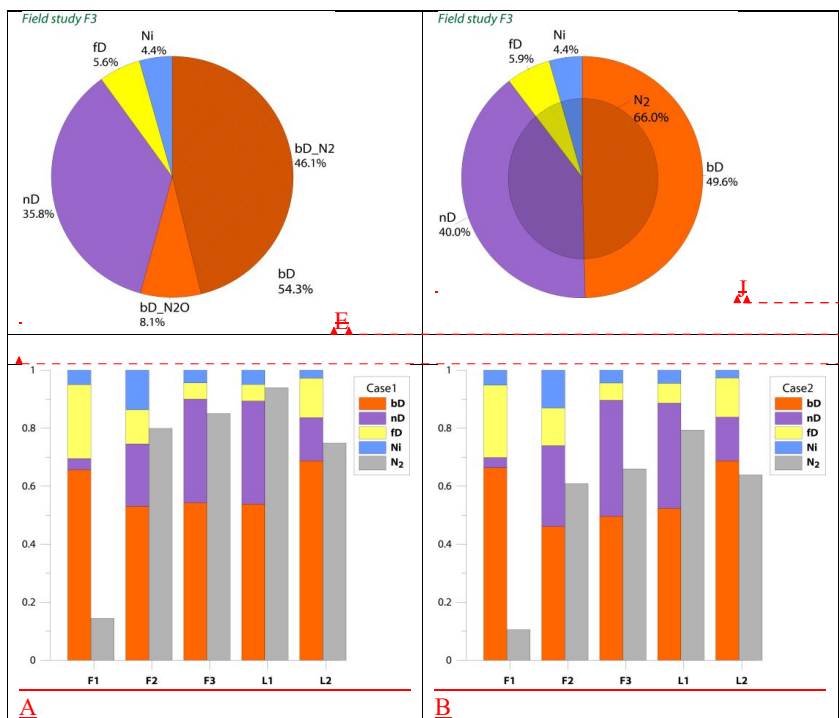 Field study F3
Ni
4.4%
fD
5.6%
bD_N2
46.1%
nD
35.8%
bD
54.3%
bD_N2O
8.1%
E
Field study F3
Ni
4.4%
fD
5.9%
N2
66.0%
bD
49.6%
nD
40.0%
J
1
0.8
0.6
0.4
0.2
0
Case1
bD
nD
fD
Ni
N2
F1 F2 F3 L1 L2
A
1
0.8
0.6
0.4
0.2
0
Case2
bD
nD
fD
Ni
N2
F1 F2 F3 L1 L2
B